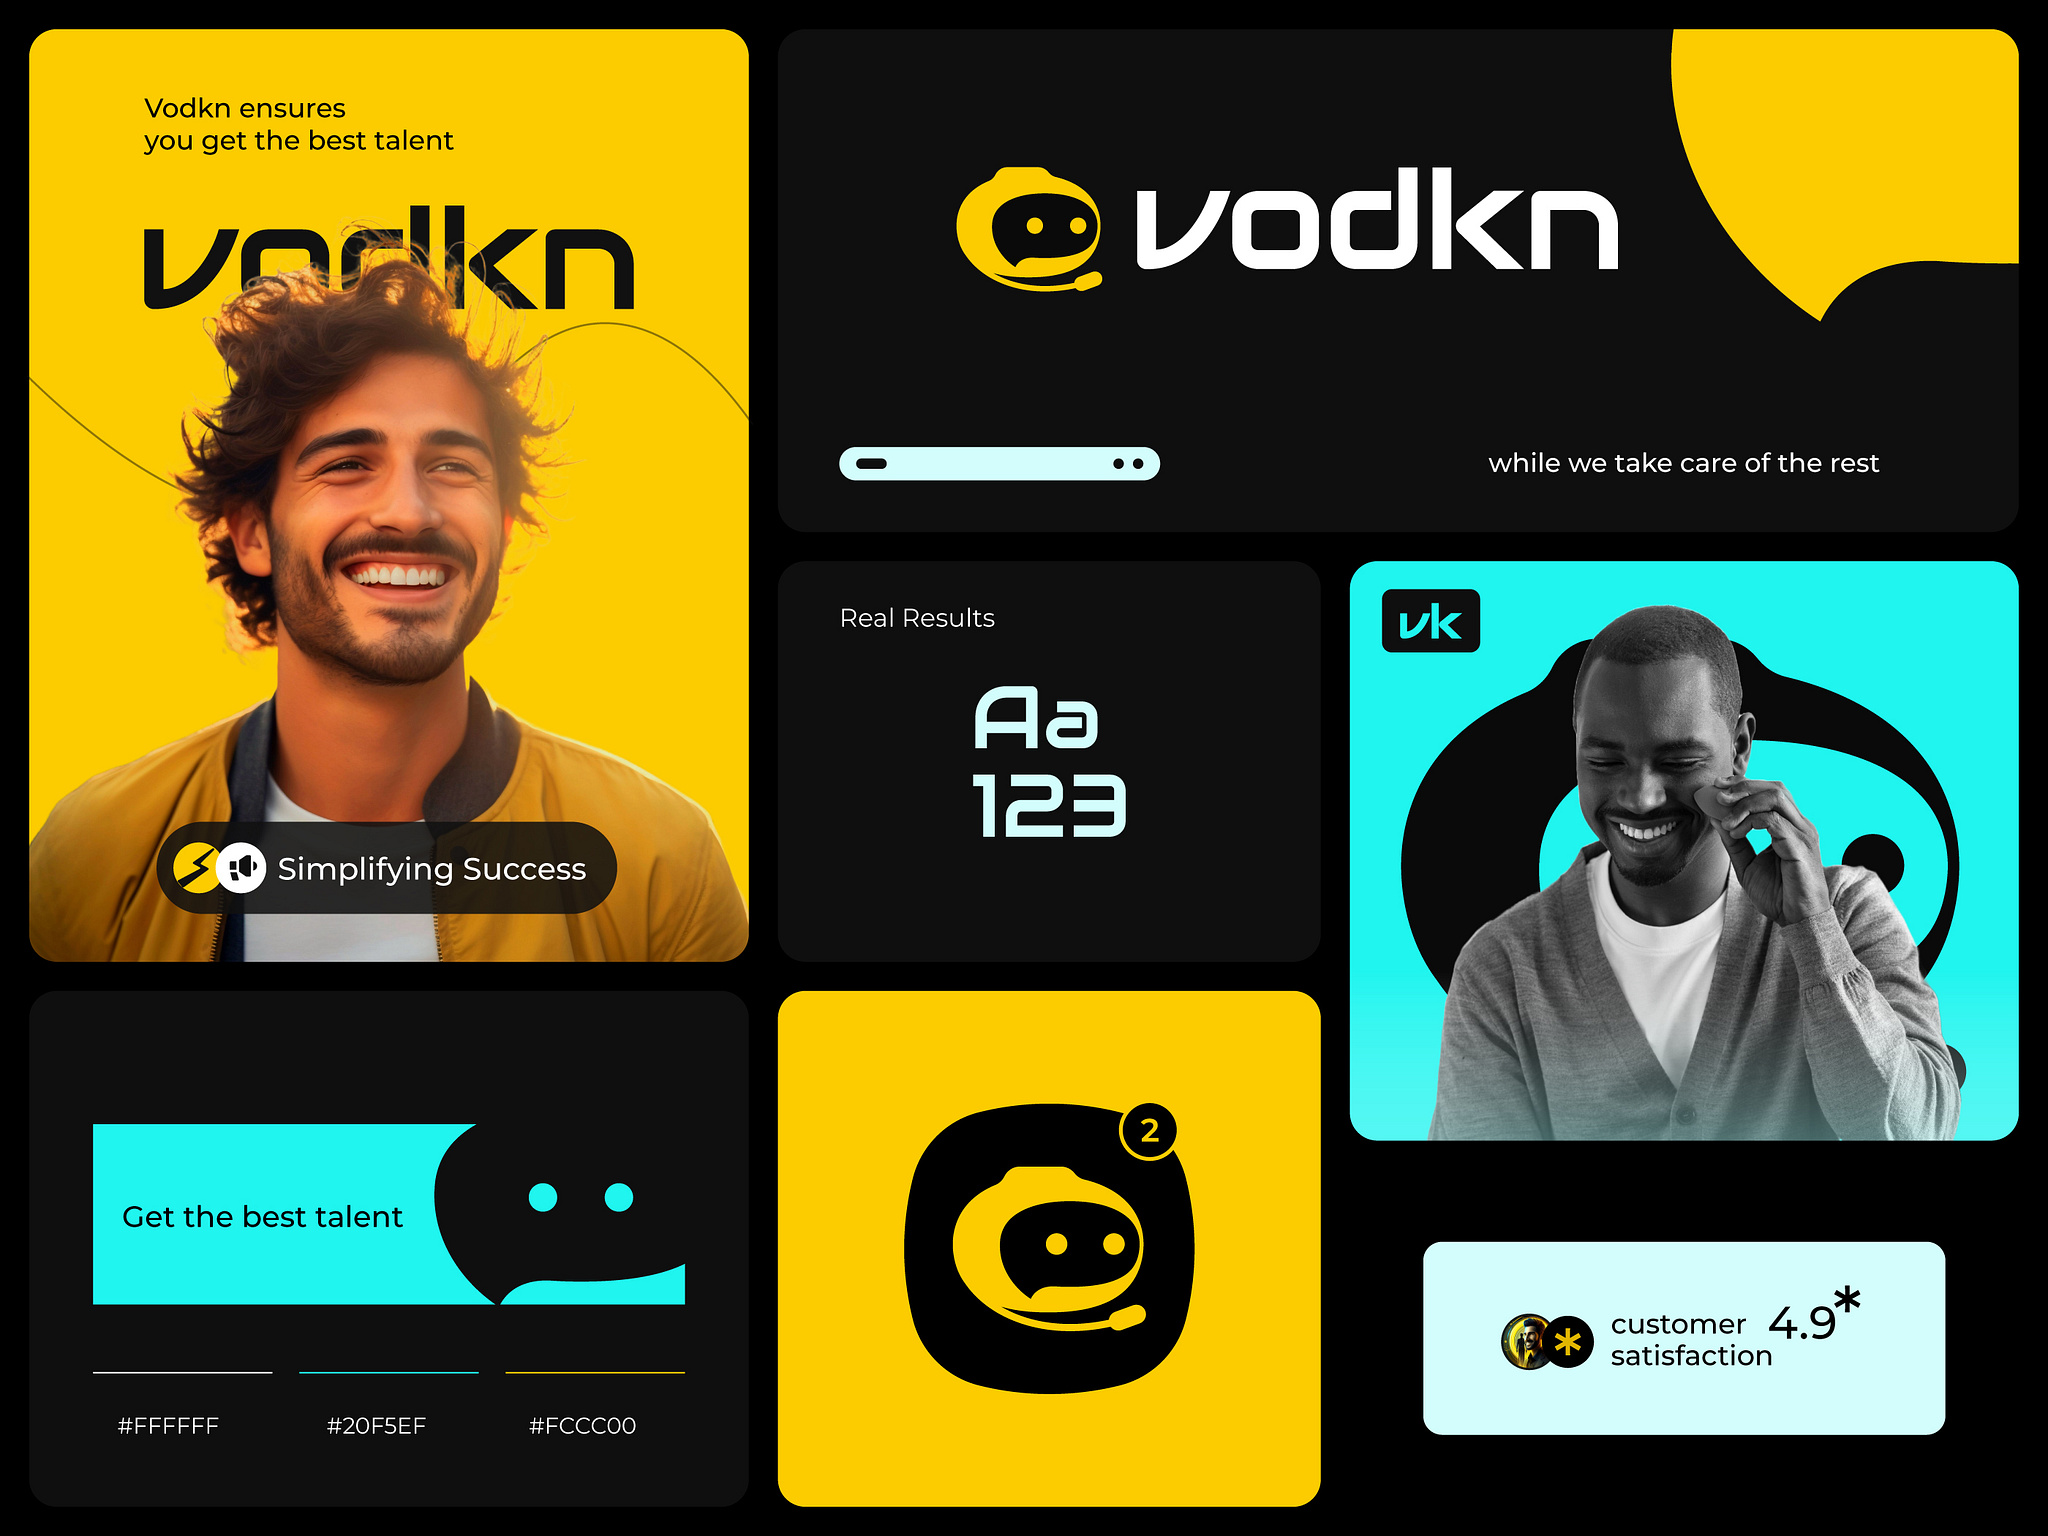 Vodkn ensures
you get the best talent
vodkn
Simplifying Success
vodkn
while we take care of the rest
Real Results
Aa
123
vk
Get the best talent
#FFFFFF
#20F5EF
#FCCC00
2
customer
satisfaction
4.9*